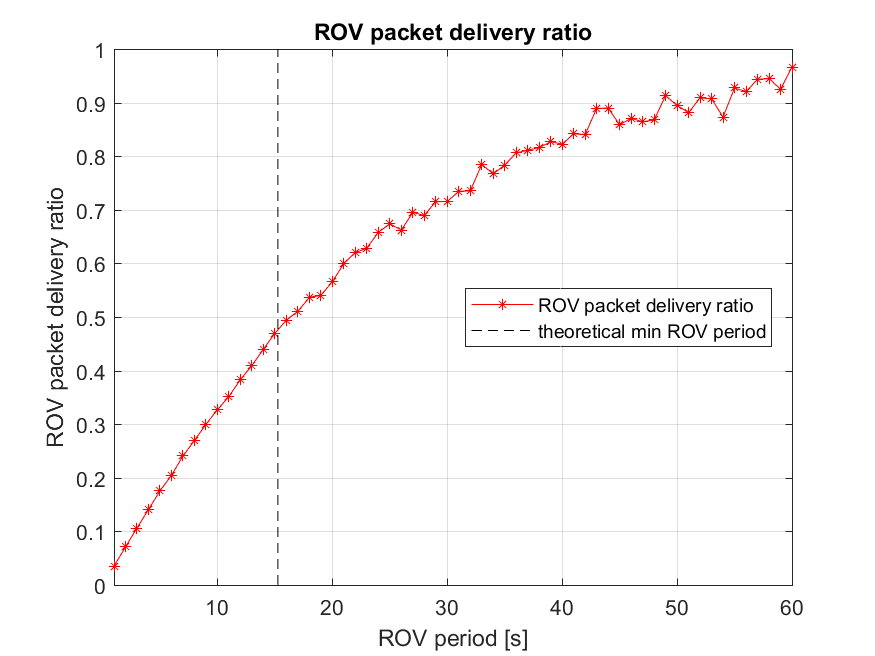 ROV packet delivery ratio
1
0.9
0.8
0.7
0.6
0.5
0.4
0.3
0.2
0.1
0
ROV packet delivery ratio
ROV packet delivery ratio
theoretical min ROV period
10 20 30 40 50 60
ROV period [s]